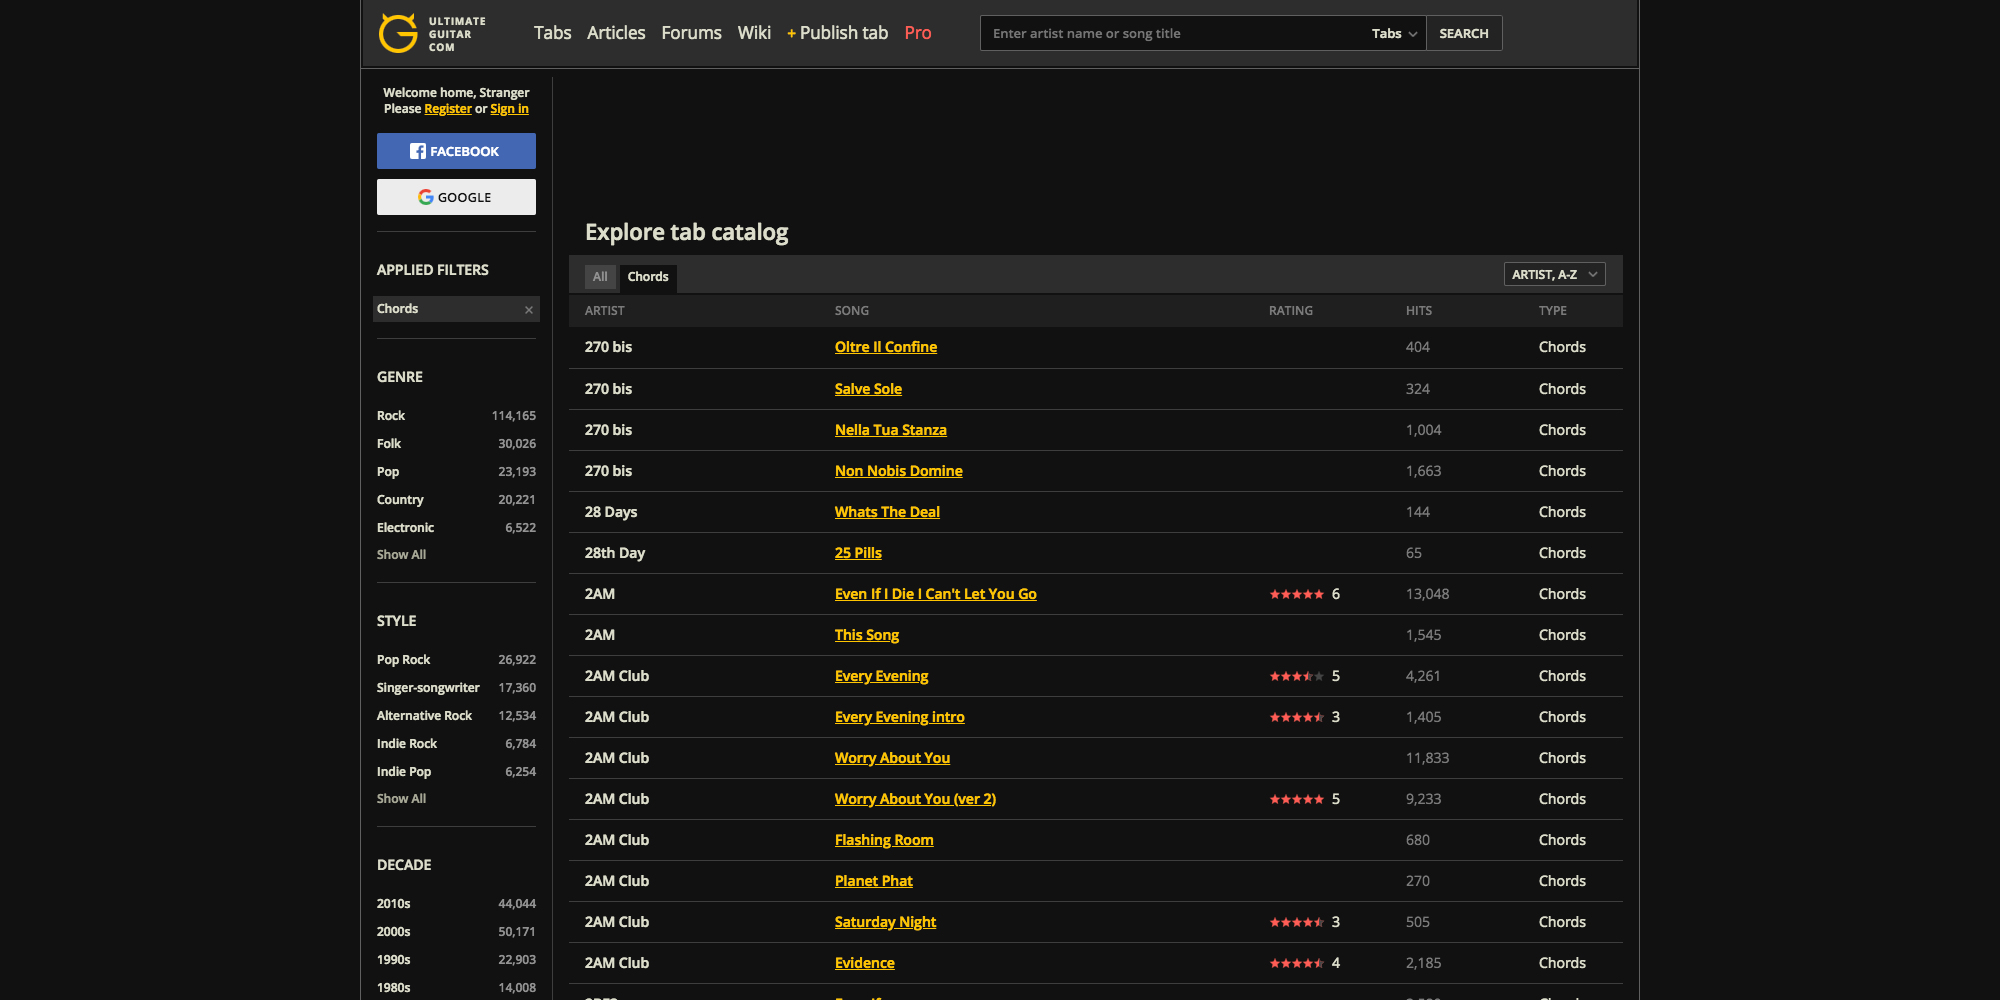 ULTIMATE
GUITAR
COM
Tabs Articles Forums Wiki + Publish tab Pro
Enter artist name or song title Tabs SEARCH
Welcome home, Stranger
Please Register or Sign in
FACEBOOK
GOOGLE
APPLIED FILTERS
Chords ×
GENRE
Rock 114,165
Folk 30,026
Pop 23,193
Country 20,221
Electronic 6,522
Show All
STYLE
Pop Rock 26,922
Singer-songwriter 17,360
Alternative Rock 12,534
Indie Rock 6,784
Indie Pop 6,254
Show All
DECADE
2010s 44,044
2000s 50,171
1990s 22,903
1980s 14,008
Explore tab catalog
All Chords ARTIST, A-Z
ARTIST SONG RATING HITS TYPE
270 bis Oltre Il Confine 404 Chords
270 bis Salve Sole 324 Chords
270 bis Nella Tua Stanza 1,004 Chords
270 bis Non Nobis Domine 1,663 Chords
28 Days Whats The Deal 144 Chords
28th Day 25 Pills 65 Chords
2AM Even If I Die I Can't Let You Go 6 13,048 Chords
2AM This Song 1,545 Chords
2AM Club Every Evening 5 4,261 Chords
2AM Club Every Evening intro 3 1,405 Chords
2AM Club Worry About You 11,833 Chords
2AM Club Worry About You (ver 2) 5 9,233 Chords
2AM Club Flashing Room 680 Chords
2AM Club Planet Phat 270 Chords
2AM Club Saturday Night 3 505 Chords
2AM Club Evidence 4 2,185 Chords